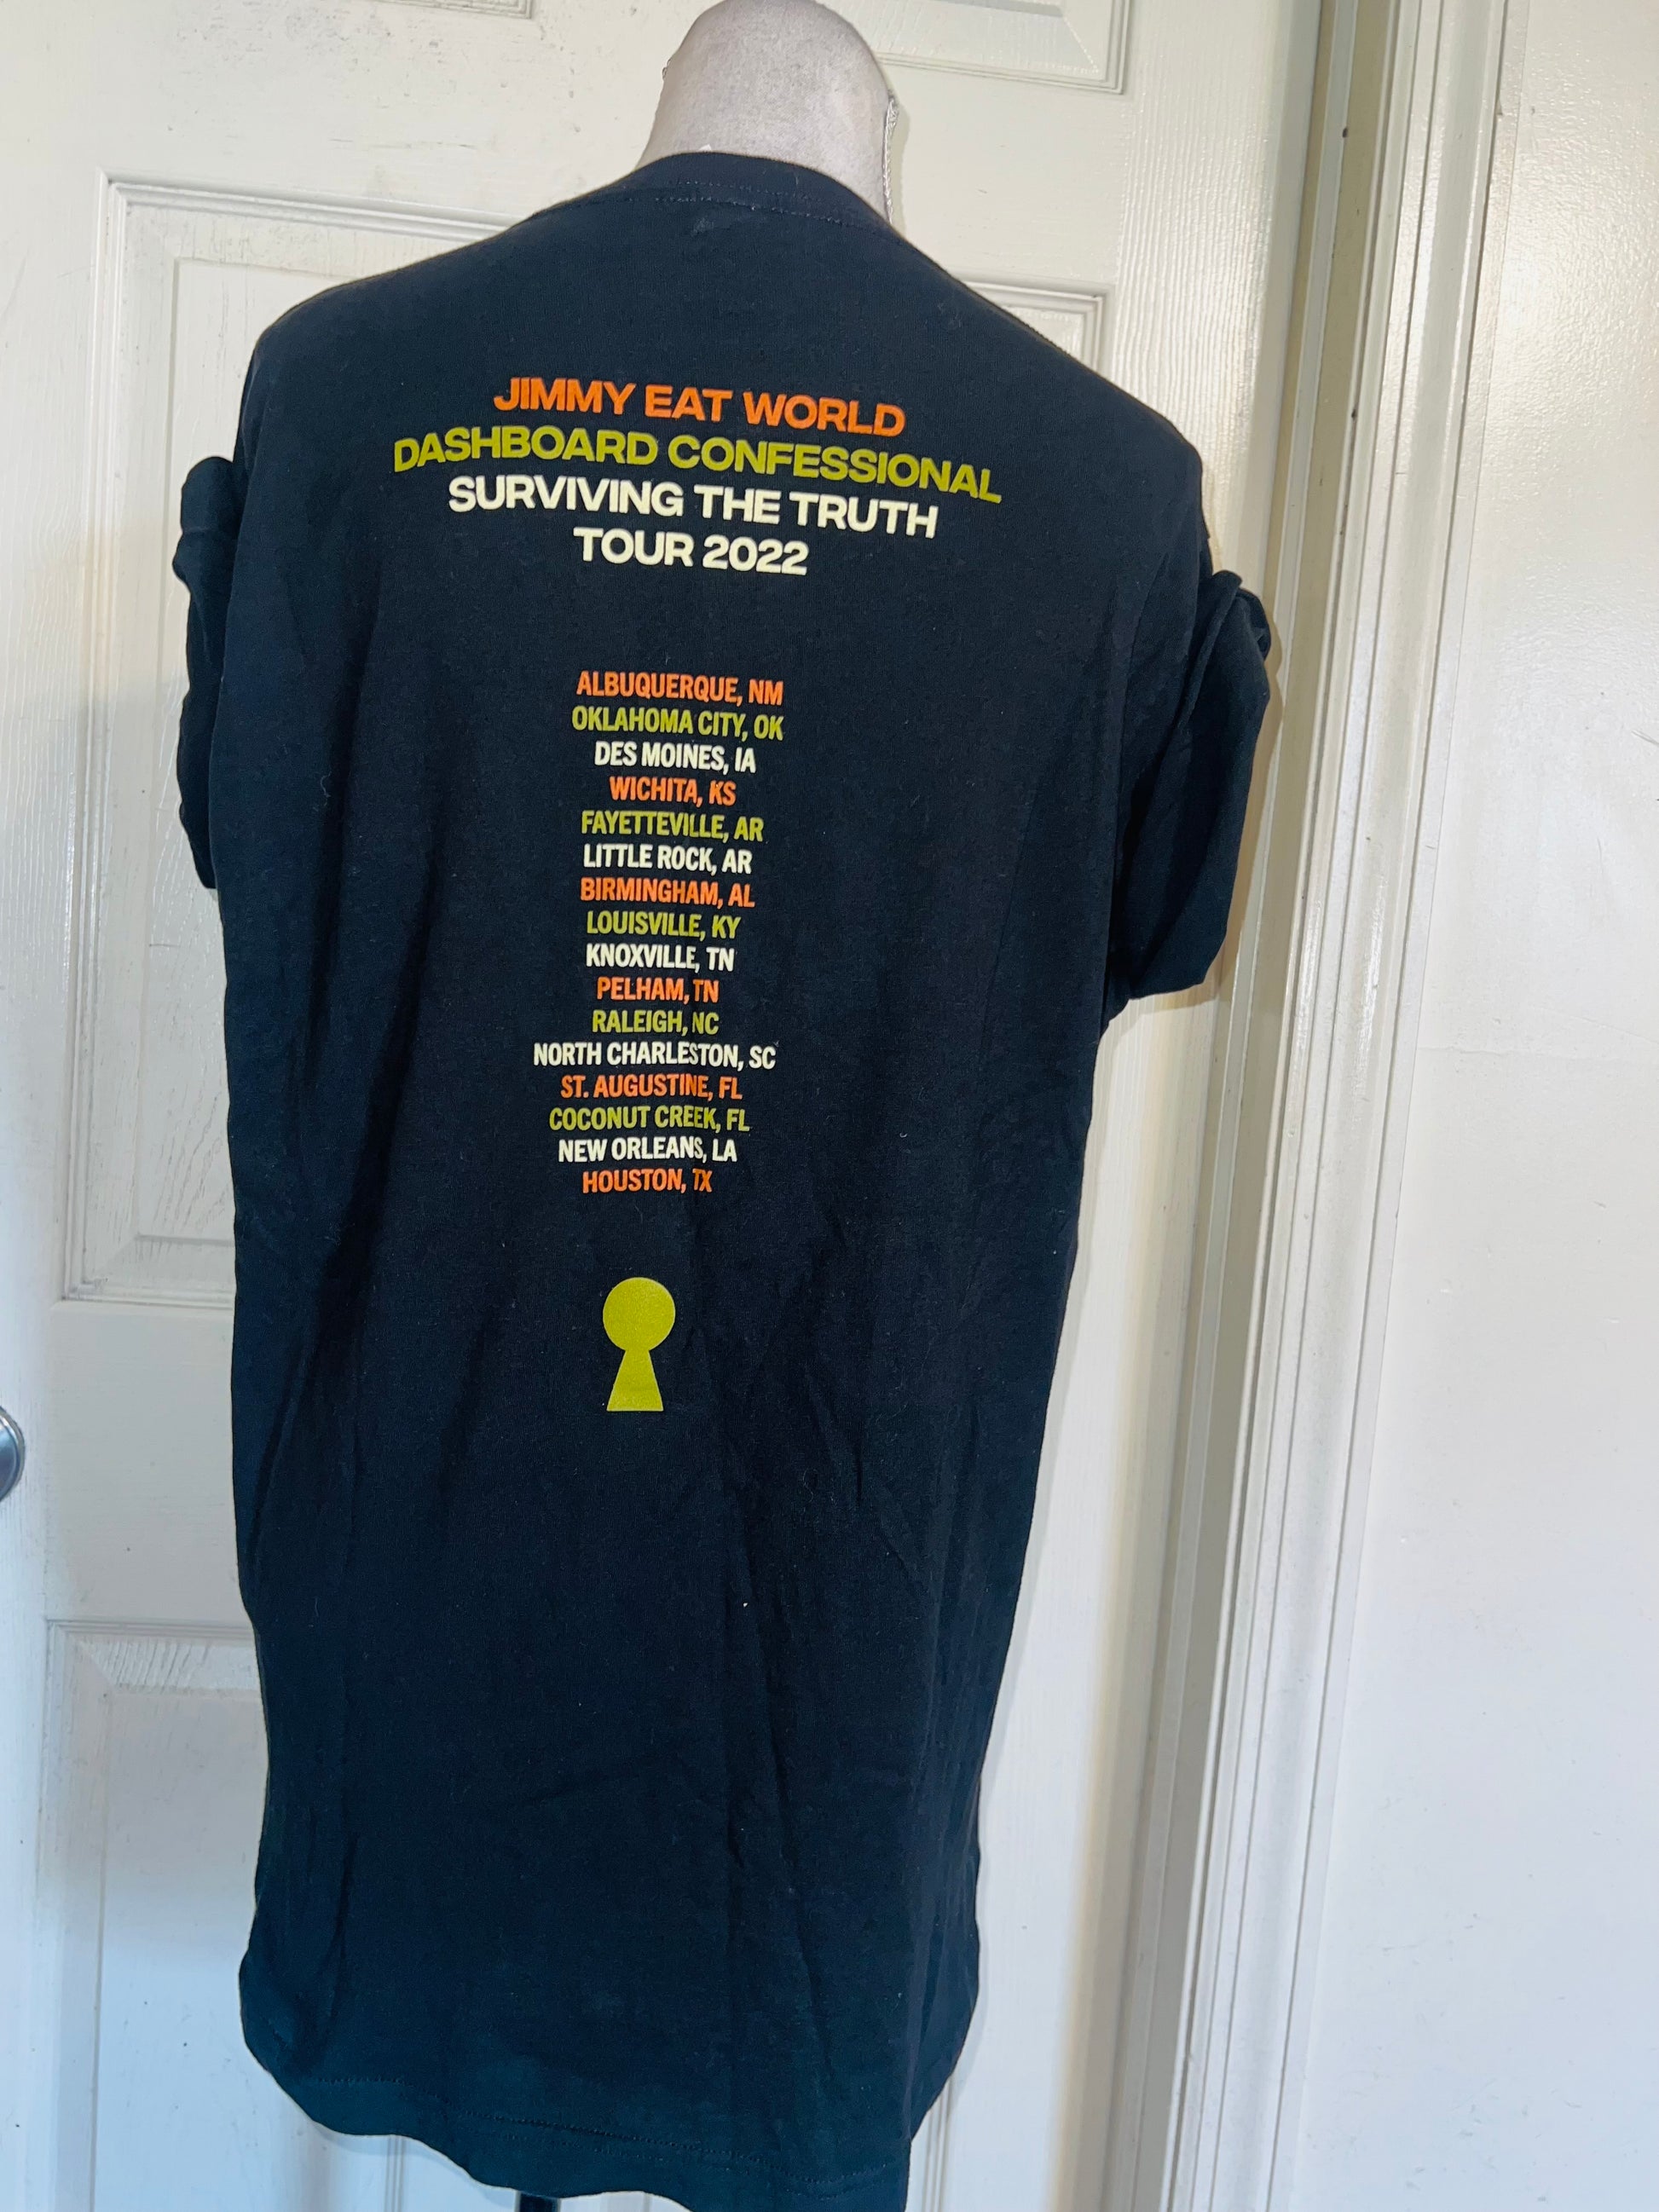 JIMMY EAT WORLD
DASHBOARD CONFESSIONAL
SURVIVING THE TRUTH
TOUR 2022
ALBUQUERQUE, NM
OKLAHOMA CITY, OK
DES MOINES, IA
WICHITA, KS
FAYETTEVILLE, AR
LITTLE ROCK, AR
BIRMINGHAM, AL
LOUISVILLE, KY
KNOXVILLE, TN
PELHAM, TN
RALEIGH, NC
NORTH CHARLESTON, SC
ST. AUGUSTINE, FL
COCONUT CREEK, FL
NEW ORLEANS, LA
HOUSTON, TX